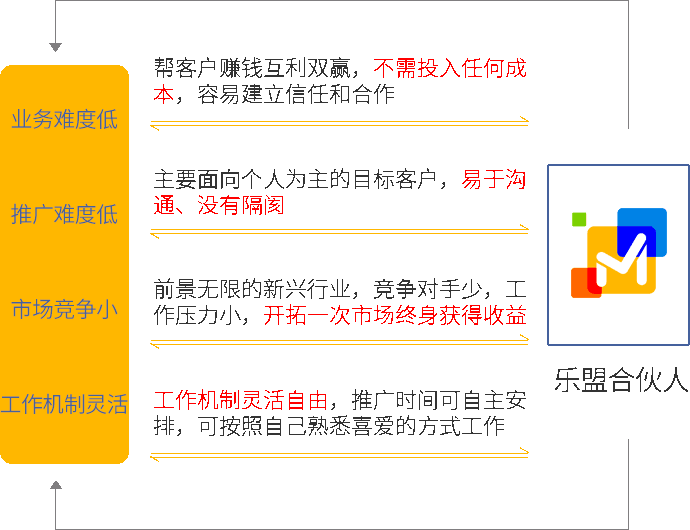 业务难度低
帮客户赚钱互利双赢，不需投入任何成
本，容易建立信任和合作
推广难度低
主要面向个人为主的目标客户，易于沟
通、没有隔阂
市场竞争小
前景无限的新兴行业，竞争对手少，工
作压力小，开拓一次市场终身获得收益
工作机制灵活
工作机制灵活自由，推广时间可自主安
排，可按照自己熟悉喜爱的方式工作
乐盟合伙人